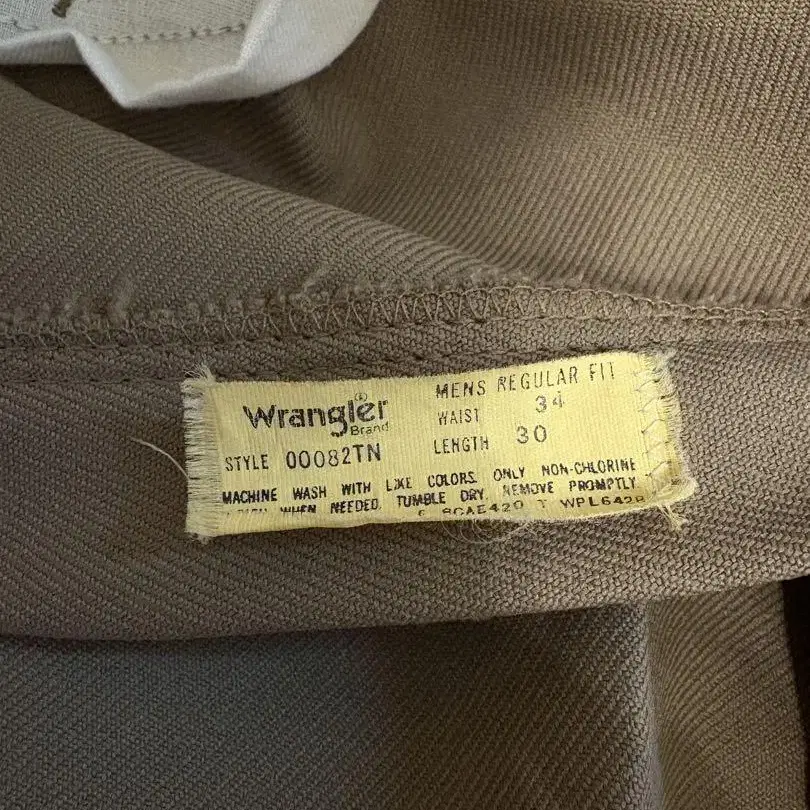 Wrangler®
Brand
STYLE 00082TN
MENS REGULAR FIT
WAIST 34
LENGTH 30
MACHINE WASH WITH LIKE COLORS. ONLY NON-CHLORINE
WHEN NEEDED. TUMBLE DRY. REMOVE PROMPTLY
WPL6428